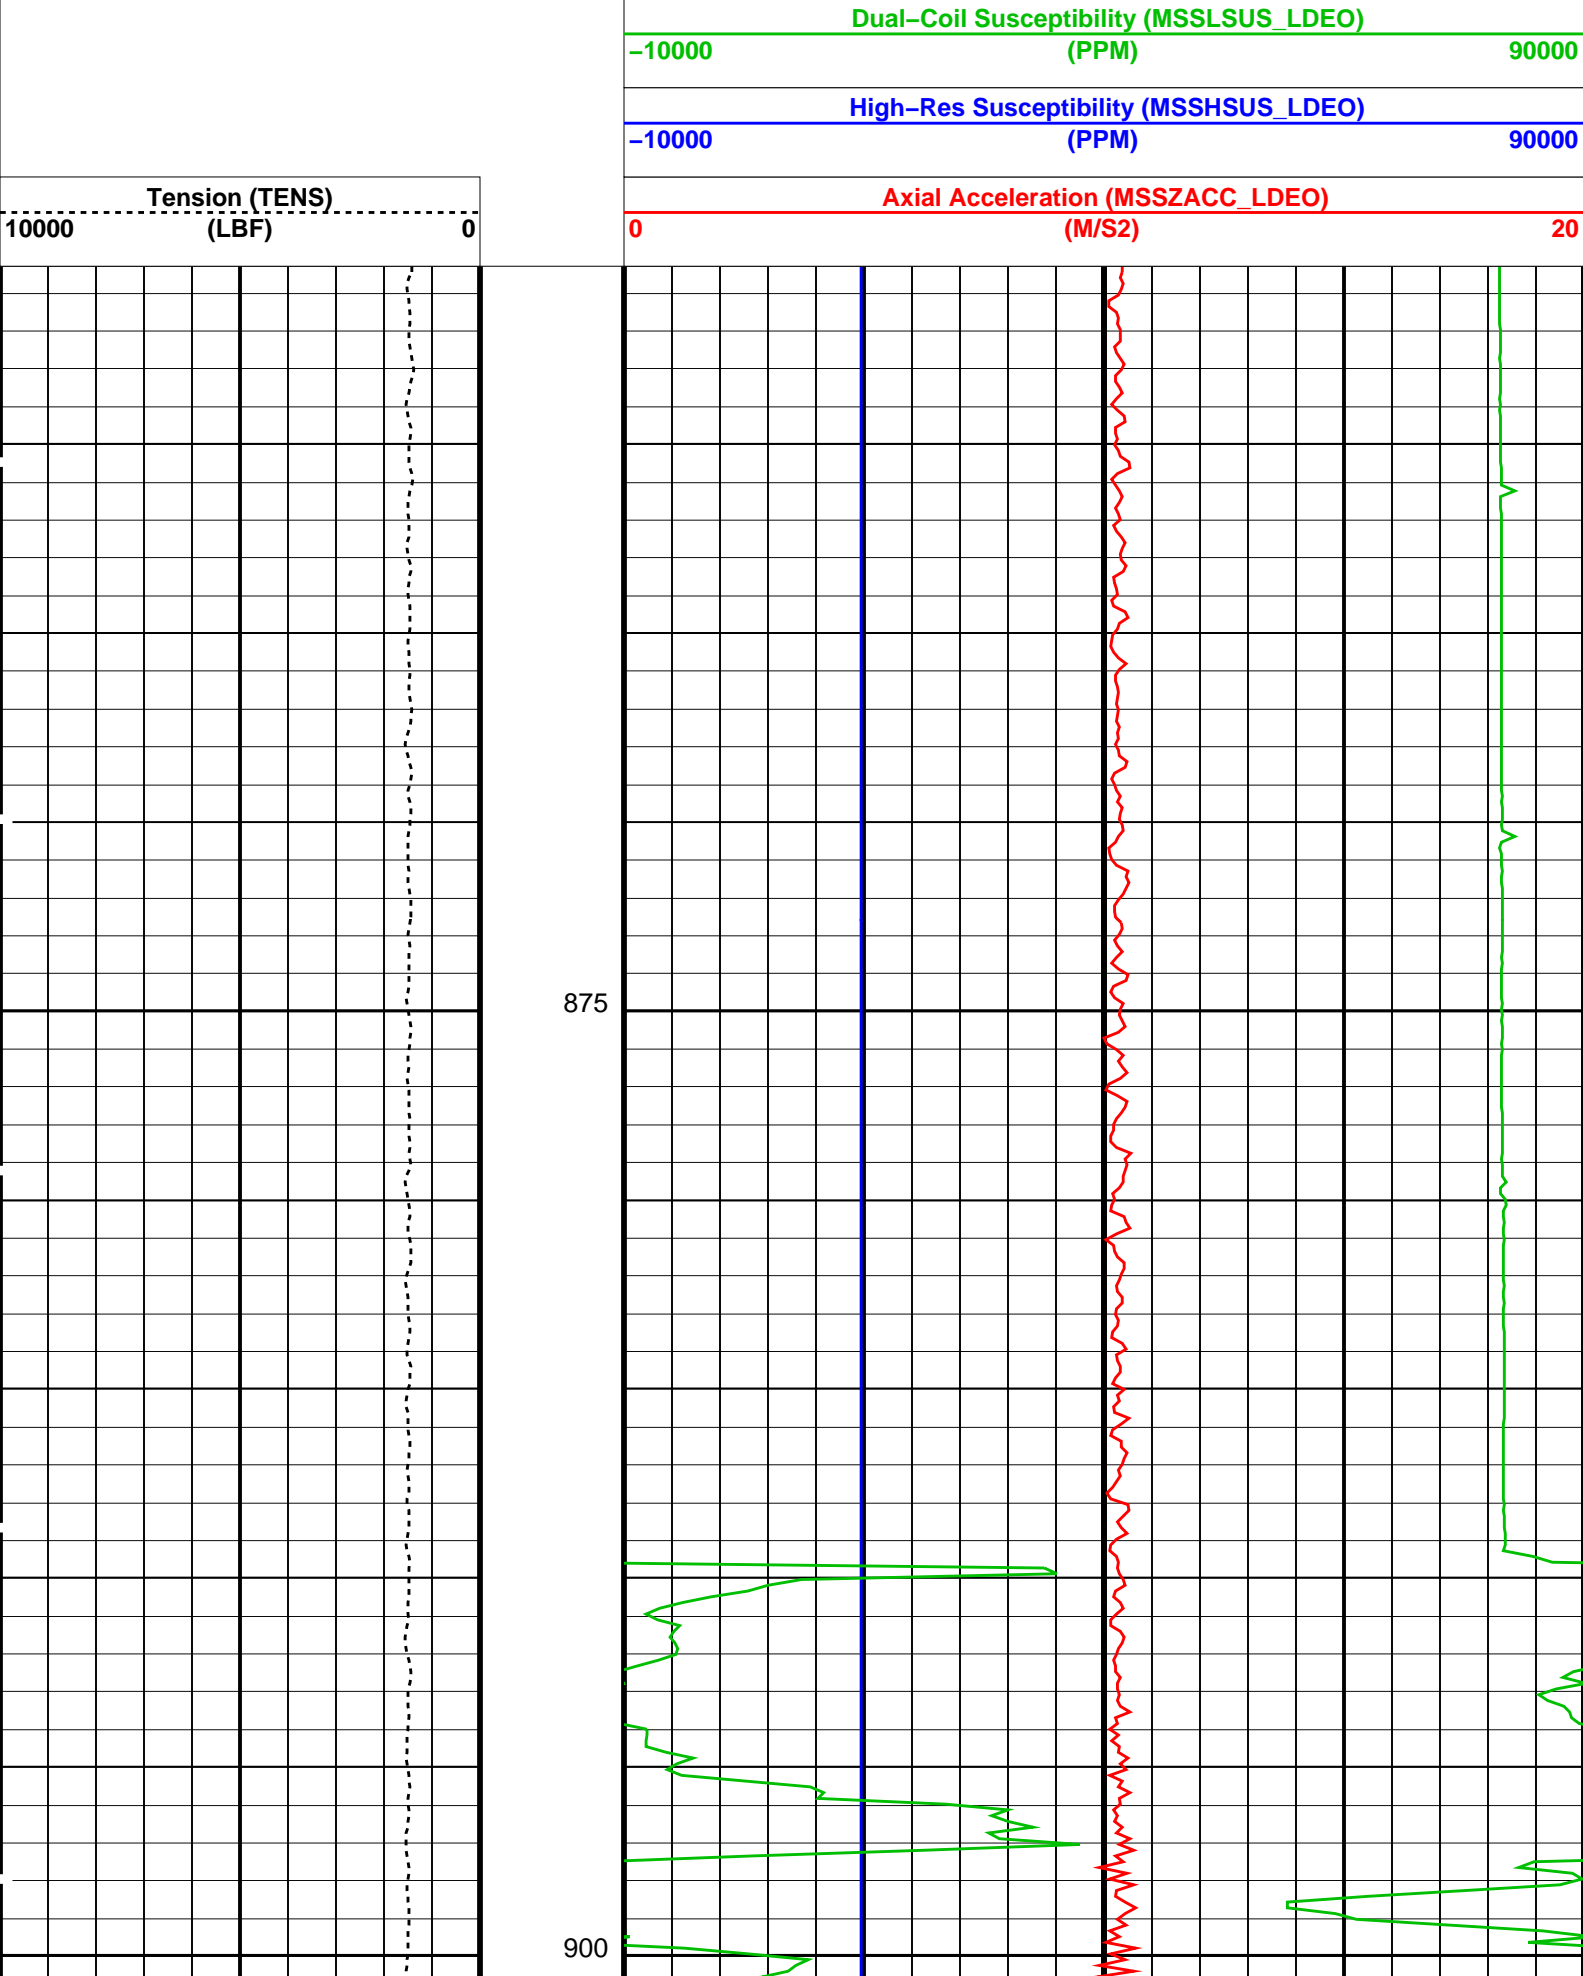 Dual−Coil Susceptibility (MSSLSUS_LDEO)
−10000 (PPM) 90000
High−Res Susceptibility (MSSHSUS_LDEO)
−10000 (PPM) 90000
Tension (TENS)
10000 (LBF) 0
Axial Acceleration (MSSZACC_LDEO)
0 (M/S2) 20
875
900